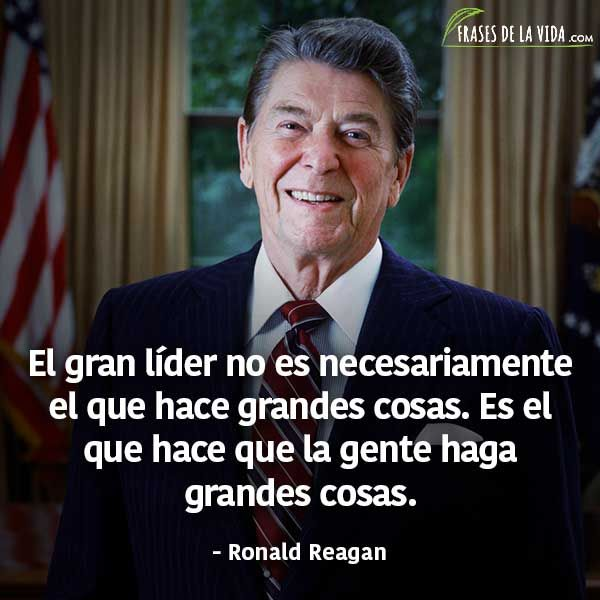 FRASES DE LA VIDA.COM
El gran líder no es necesariamente
el que hace grandes cosas. Es el
que hace que la gente haga
grandes cosas.
- Ronald Reagan